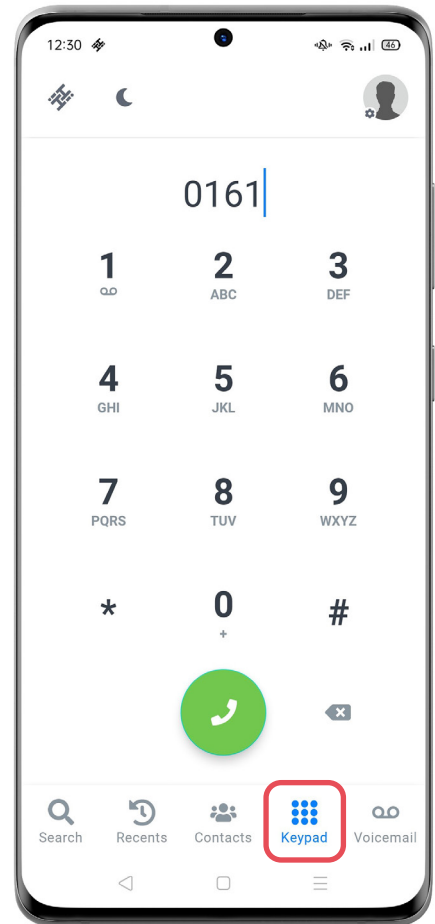 12:30 46
0161
1 2 3
ABC DEF
4 5 6
GHI JKL MNO
7 8 9
PQRS TUV WXYZ
* 0 #
+
Search Recents Contacts Keypad Voicemail